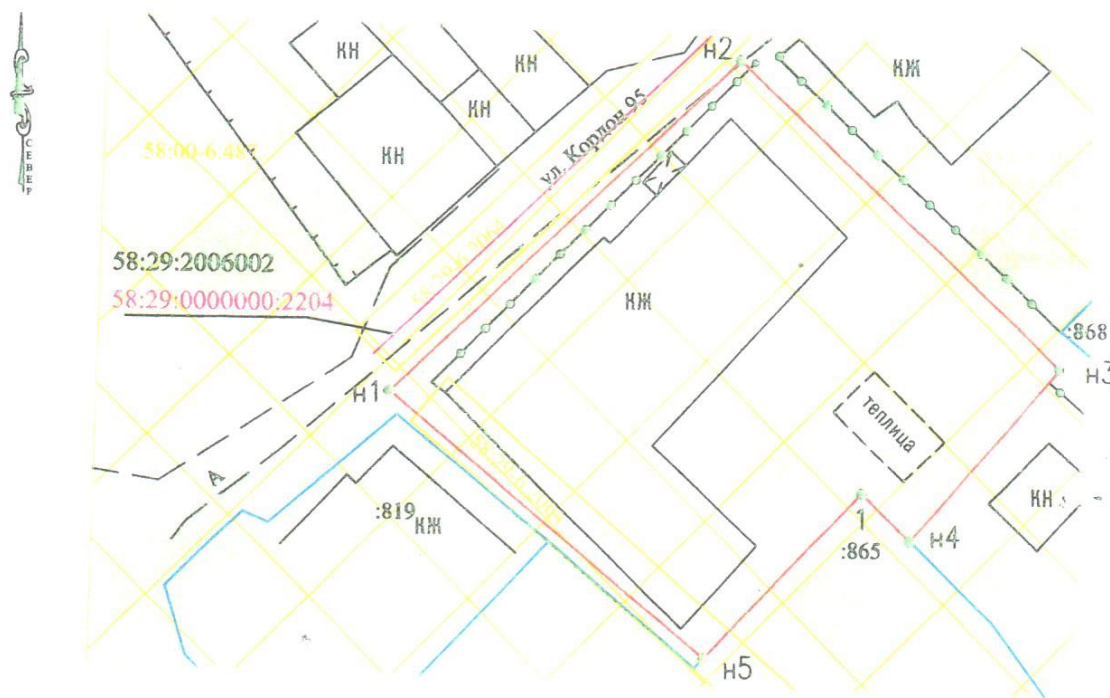 СЕВЕР
КН
КН
КН
КН
н2
КЖ
ул. Кордон 95
58:29:2006002
58:29:0000000:2204
КЖ
:868
н3
н1
теплица
А
:819
КЖ
КН
1
:865
н4
н5